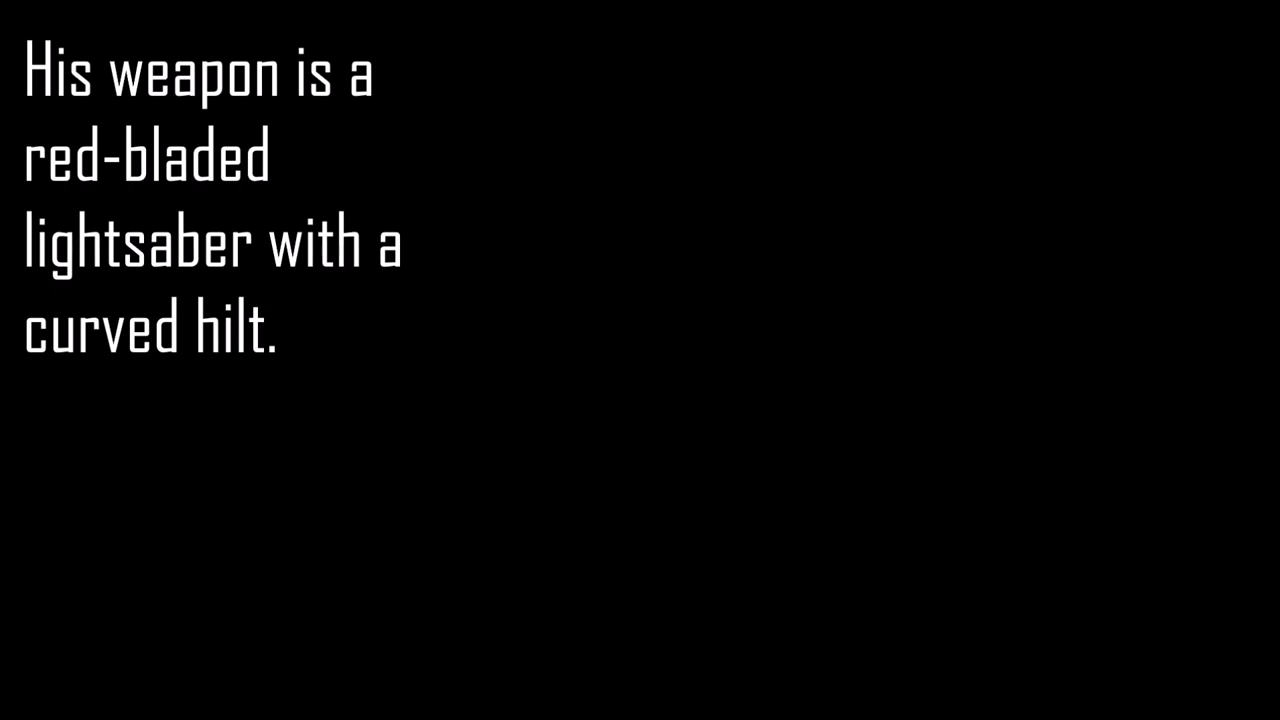 His weapon is a
red-bladed
lightsaber with a
curved hilt.